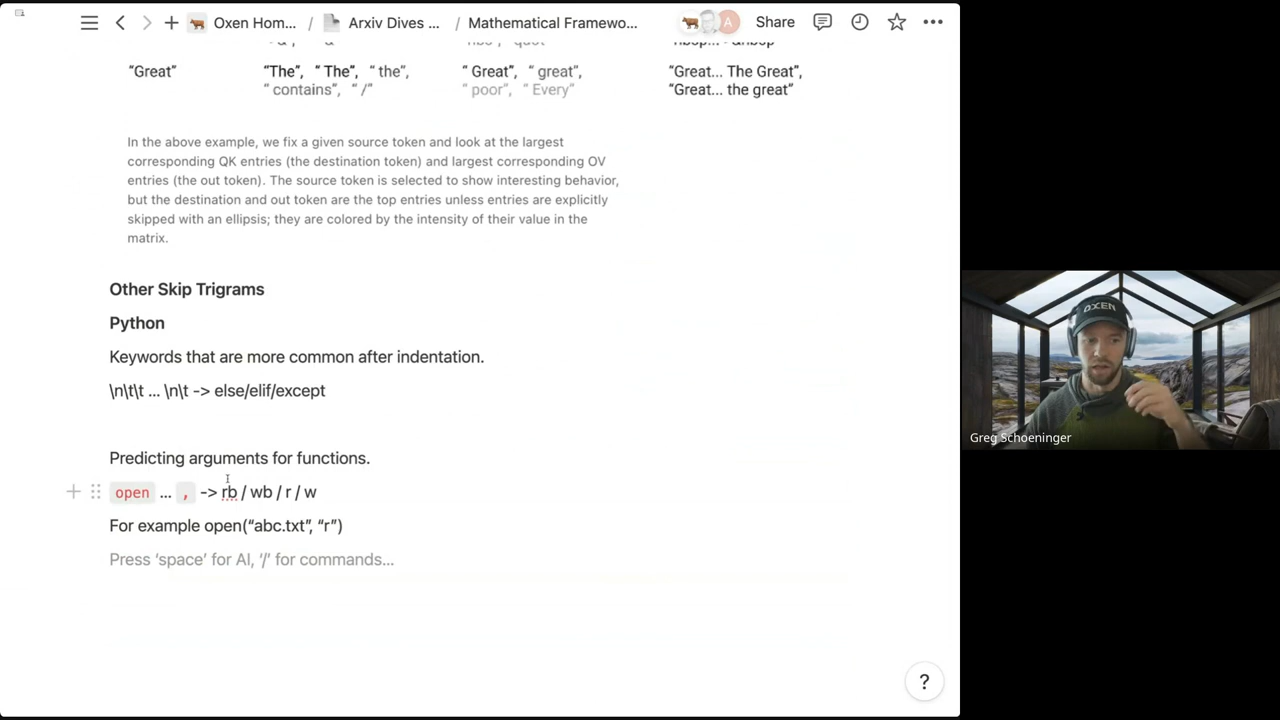 Oxen Hom... / Arxiv Dives ... / Mathematical Framewo... A Share
“Great” “The”, “ The”, “ the”, “ Great”, “ great”, “Great... The Great”,
“ contains”, “ /” “ poor”, “ Every” “Great... the great”
In the above example, we fix a given source token and look at the largest
corresponding QK entries (the destination token) and largest corresponding OV
entries (the out token). The source token is selected to show interesting behavior,
but the destination and out token are the top entries unless entries are explicitly
skipped with an ellipsis; they are colored by the intensity of their value in the
matrix.
Other Skip Trigrams
Python
Keywords that are more common after indentation.
\n\t\t ... \n\t -> else/elif/except
Predicting arguments for functions.
open ... , -> rb / wb / r / w
For example open(“abc.txt”, “r”)
Press ‘space’ for AI, ‘/’ for commands...
?
OXEN
Greg Schoeninger